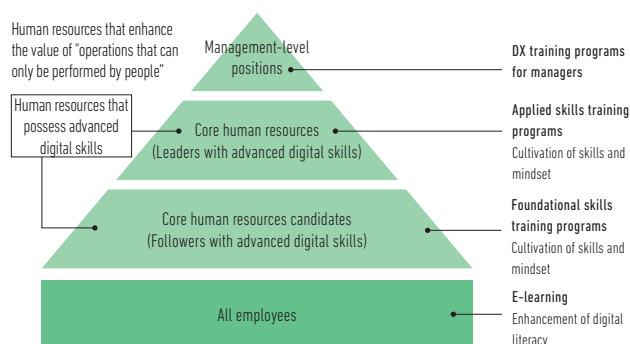 Human resources that enhance
the value of "operations that can
only be performed by people"
Management-level
positions
DX training programs
for managers
Human resources that
possess advanced
digital skills
Core human resources
(Leaders with advanced digital skills)
Applied skills training
programs
Cultivation of skills and
mindset
Core human resources candidates
(Followers with advanced digital skills)
Foundational skills
training programs
Cultivation of skills and
mindset
All employees
E-learning
Enhancement of digital
literacy